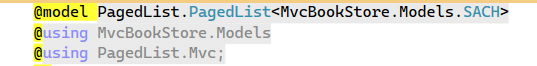 @model PagedList.PagedList<MvcBookStore.Models.SACH>
@using MvcBookStore.Models
@using PagedList.Mvc;